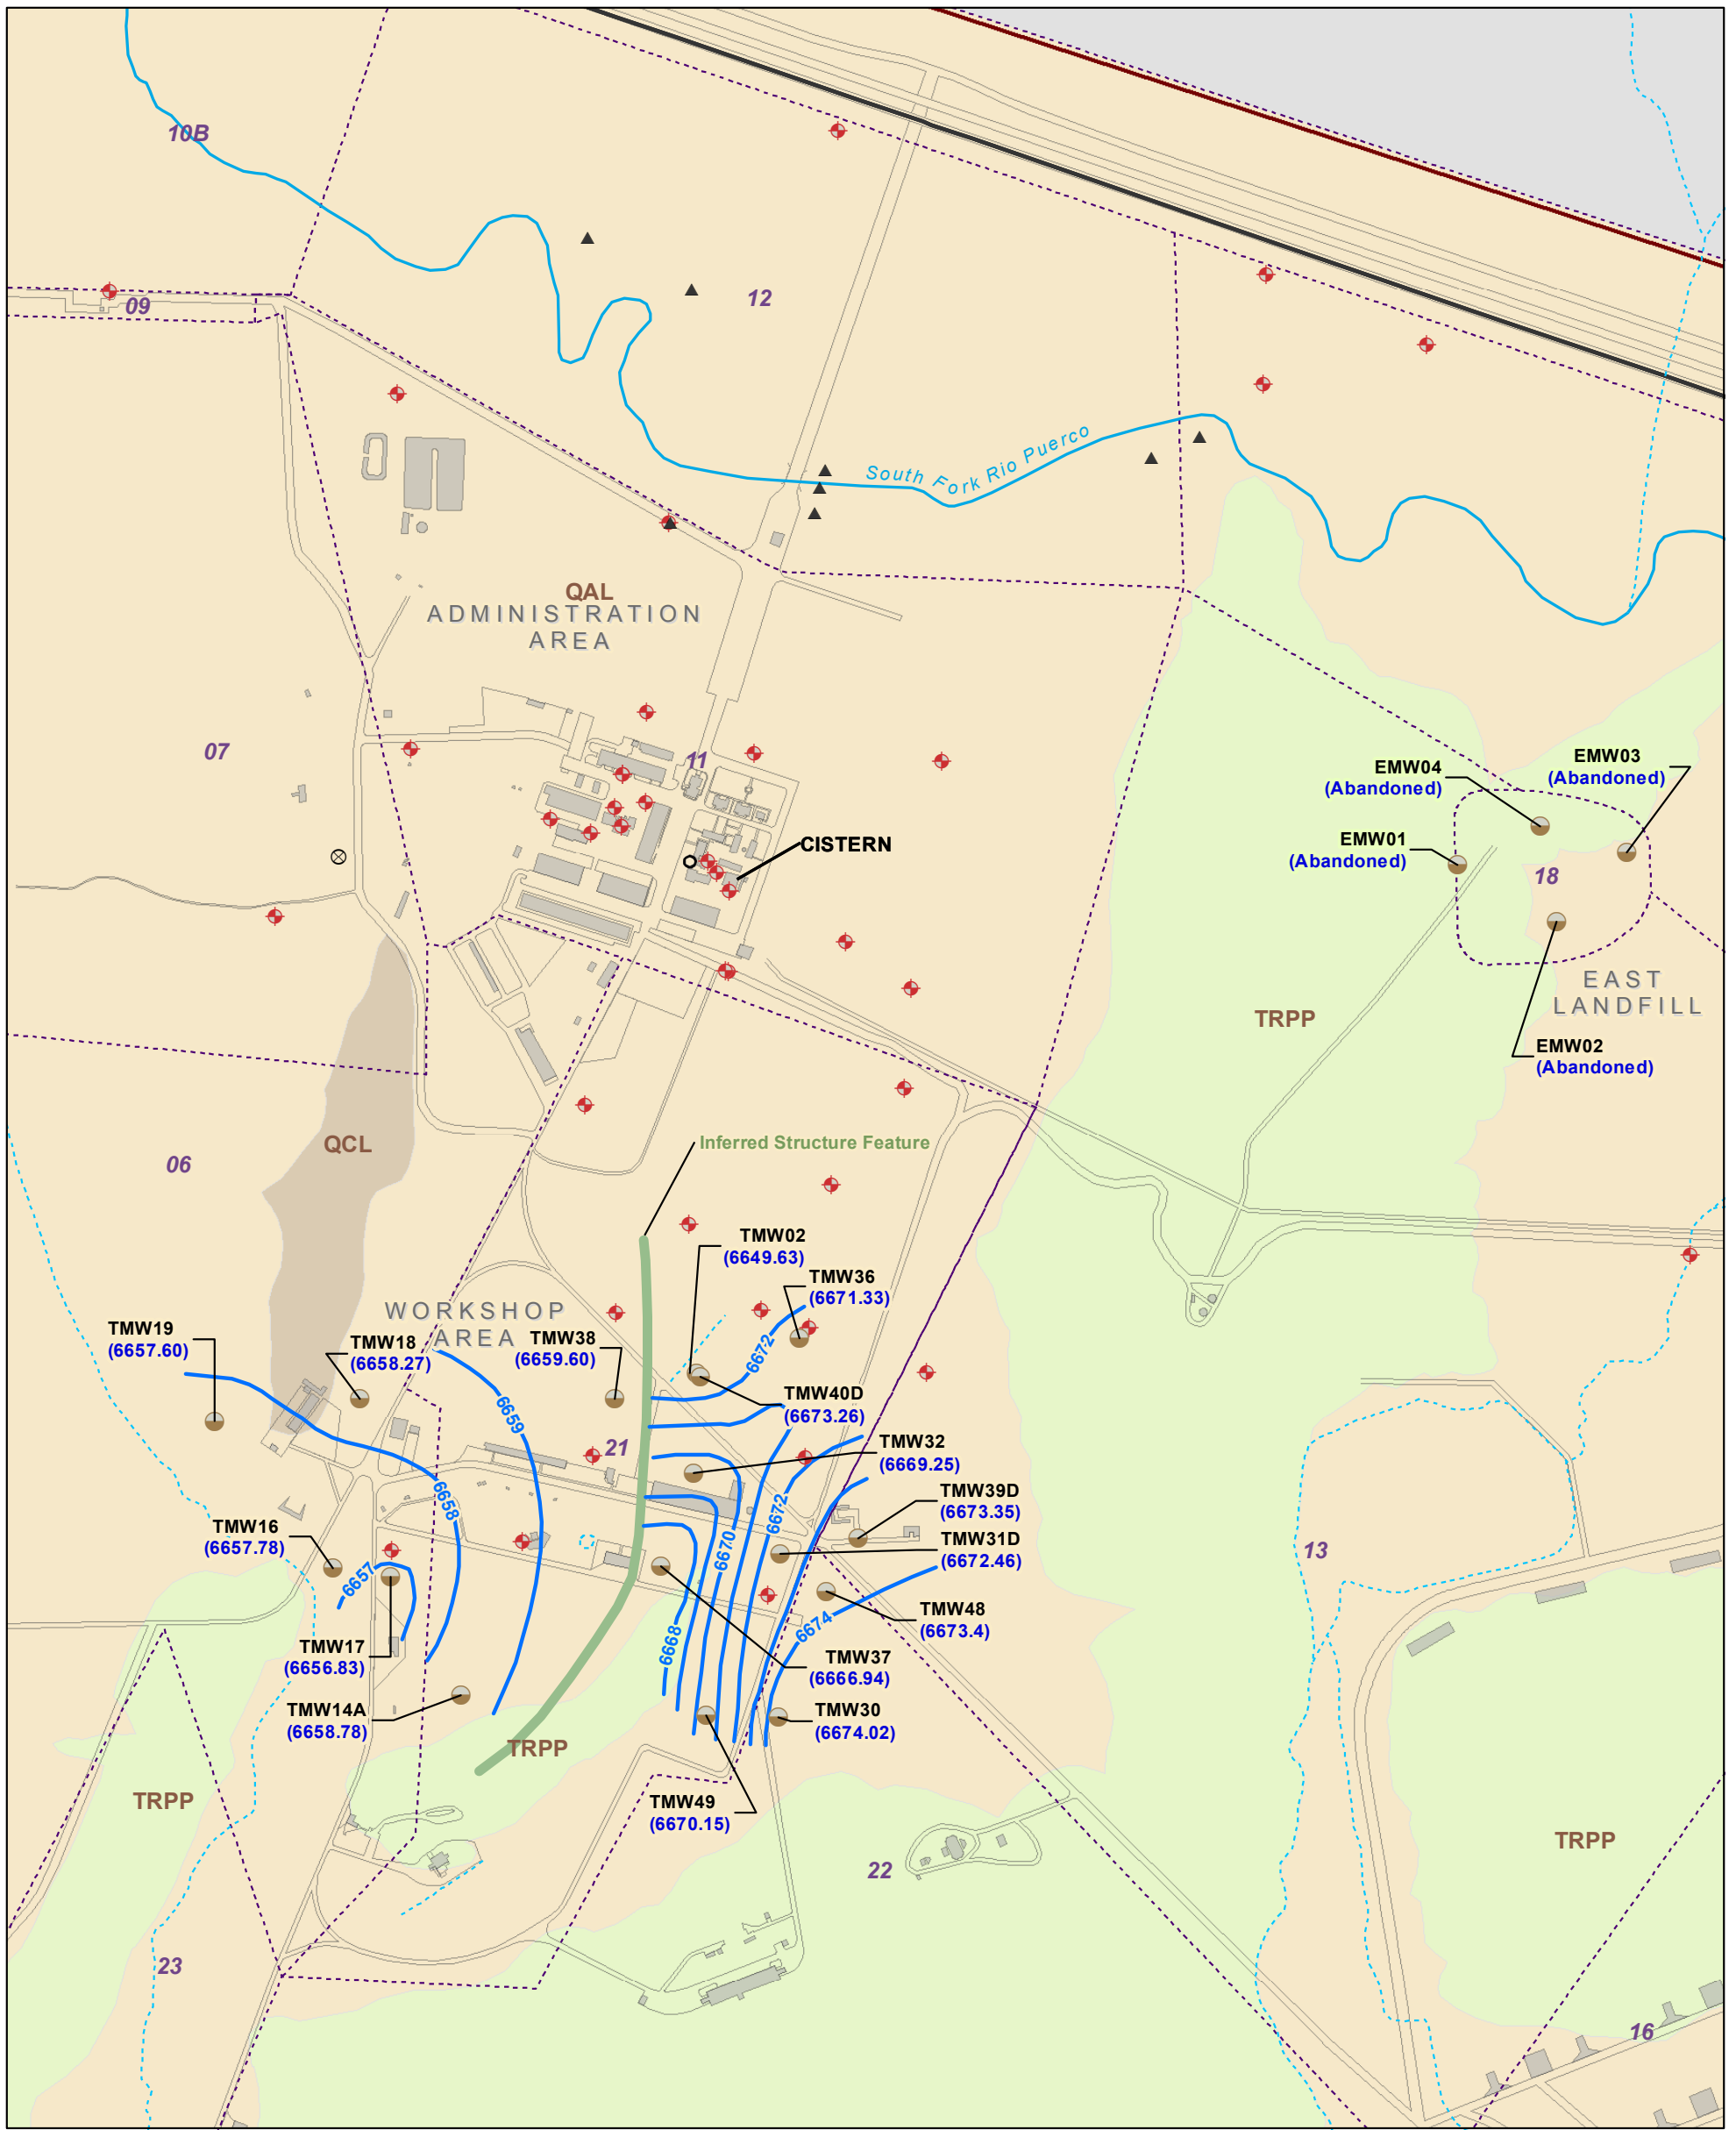 10B
09
12
South Fork Rio Puerco
QAL
ADMINISTRATION
AREA
07
11
CISTERN
EMW04
(Abandoned)
EMW03
(Abandoned)
EMW01
(Abandoned)
18
EAST
LANDFILL
TRPP
EMW02
(Abandoned)
QCL
06
Inferred Structure Feature
TMW02
(6649.63)
TMW36
(6671.33)
WORKSHOP
AREA
TMW19
(6657.60)
TMW18
(6658.27)
TMW38
(6659.60)
6672
TMW40D
(6673.26)
6659
21
TMW32
(6669.25)
6658
TMW39D
(6673.35)
6672
TMW16
(6657.78)
TMW31D
(6672.46)
6670
13
6657
TMW48
(6673.4)
6674
6668
TMW17
(6656.83)
TMW37
(6666.94)
TMW14A
(6658.78)
TMW30
(6674.02)
TRPP
TRPP
TMW49
(6670.15)
TRPP
22
23
16